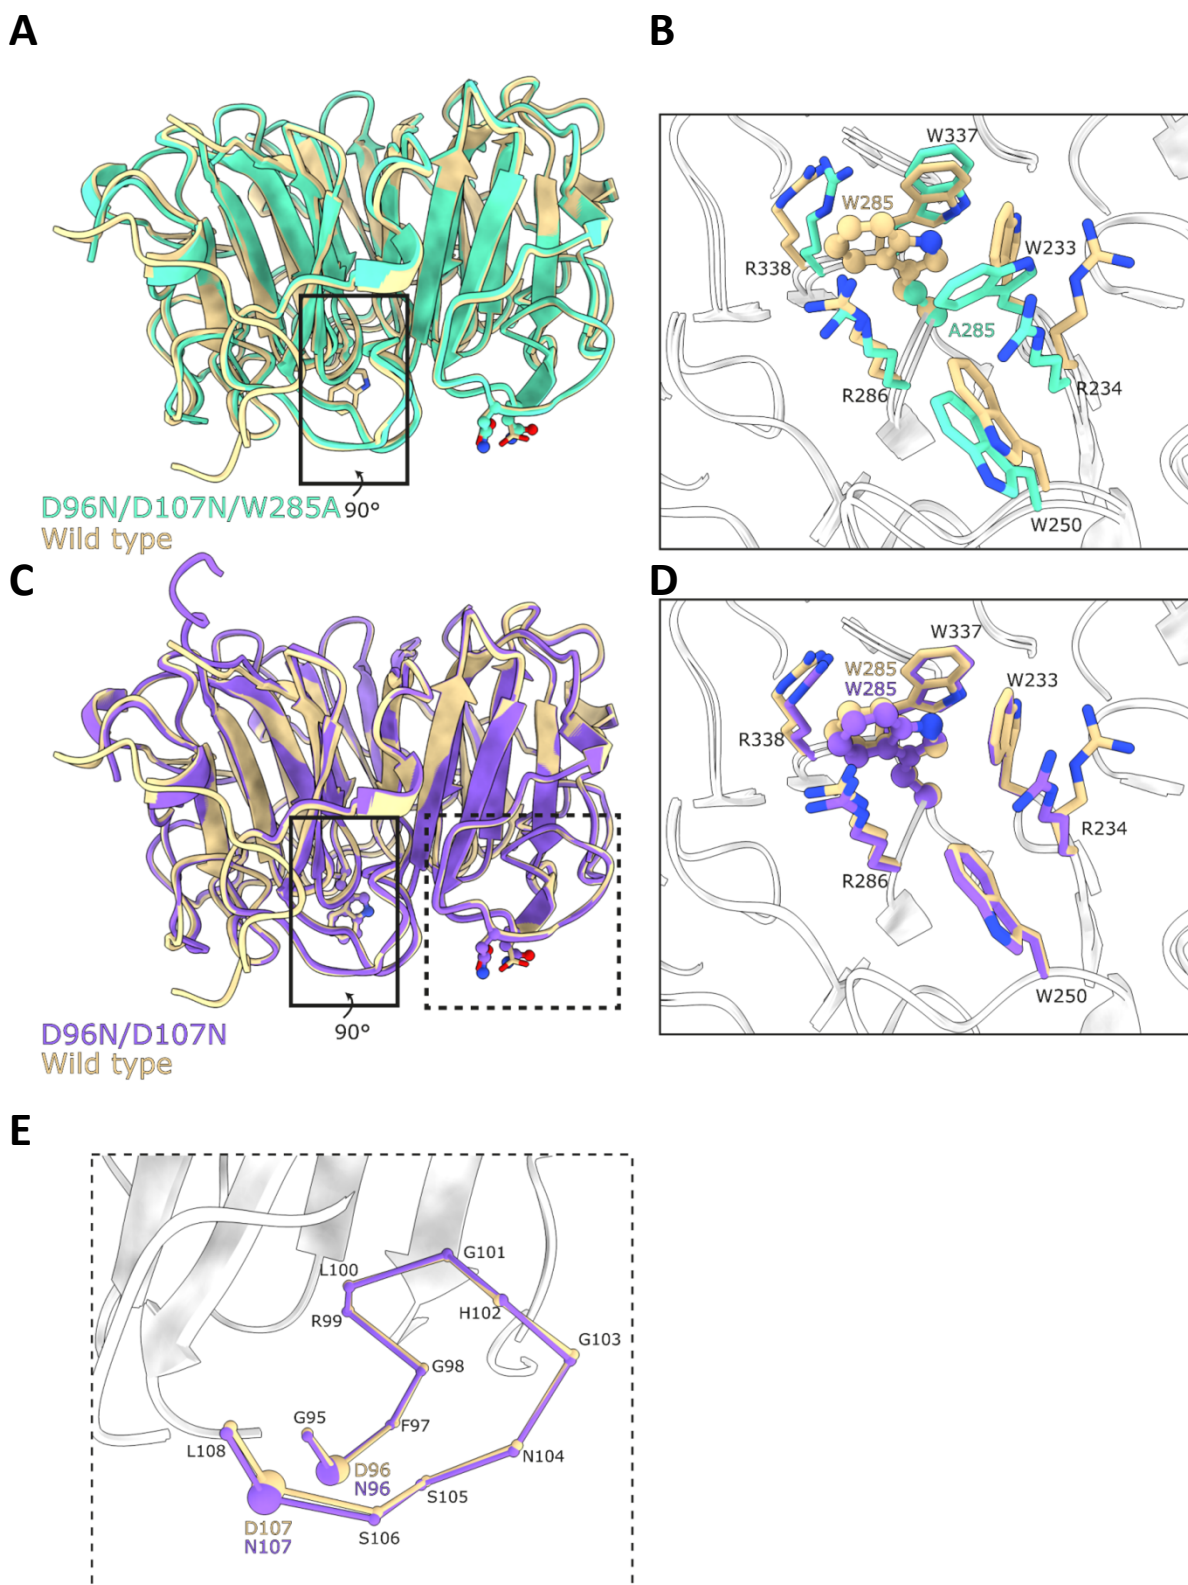 A
90°
D96N/D107N/W285A
Wild type
B
W337
W285
W233
R338
A285
R286
R234
W250
C
90°
D96N/D107N
Wild type
D
W337
W285
W285
W233
R338
R234
R286
W250
E
G101
L100
H102
R99
G103
G98
G95
F97
L108
N104
D96
N96
S105
D107
S106
N107